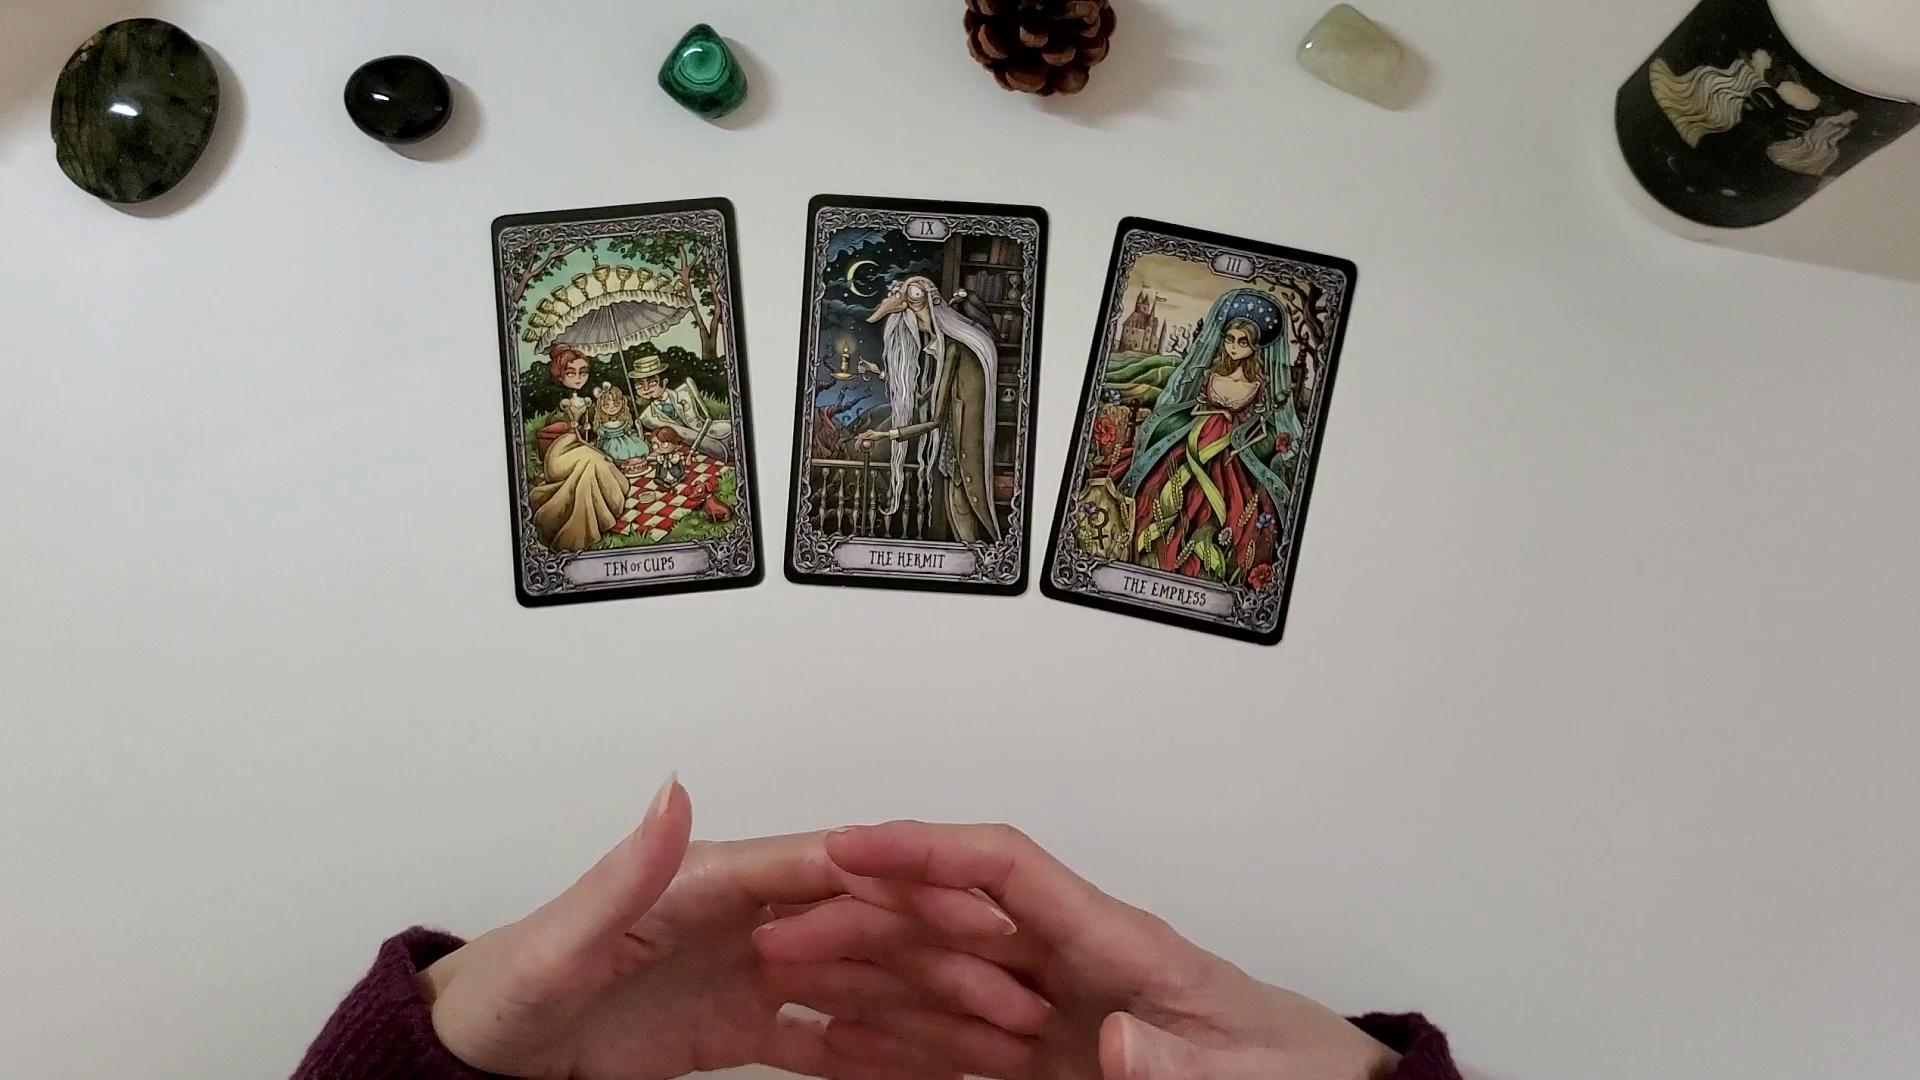 TEN OF CUPS
IX
THE HERMIT
III
THE EMPRESS